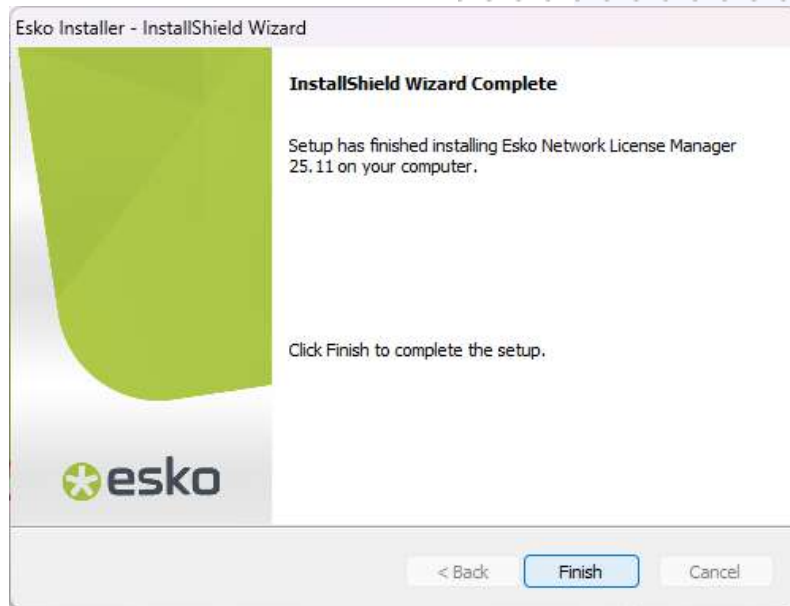 Esko Installer - InstallShield Wizard
InstallShield Wizard Complete
Setup has finished installing Esko Network License Manager
25.11 on your computer.
Click Finish to complete the setup.
esko
< Back
Finish
Cancel